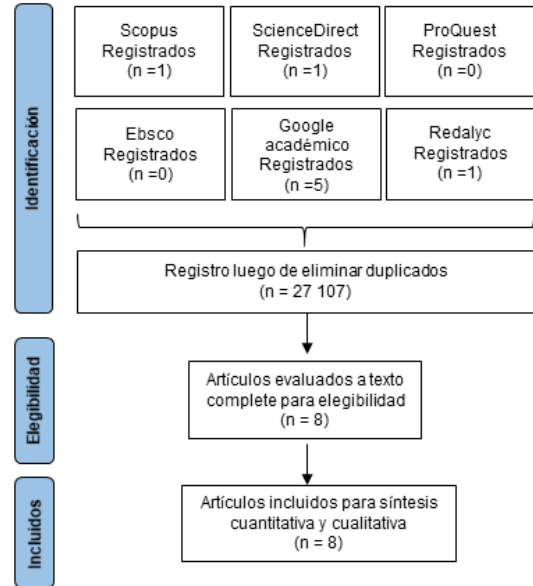 Identificación
Scopus
Registrados
(n =1)
ScienceDirect
Registrados
(n =1)
ProQuest
Registrados
(n =0)
Ebsco
Registrados
(n =0)
Google
académico
Registrados
(n =5)
Redalyc
Registrados
(n =1)
Registro luego de eliminar duplicados
(n = 27 107)
Elegibilidad
Artículos evaluados a texto
complete para elegibilidad
(n = 8)
Incluidos
Artículos incluidos para síntesis
cuantitativa y cualitativa
(n = 8)